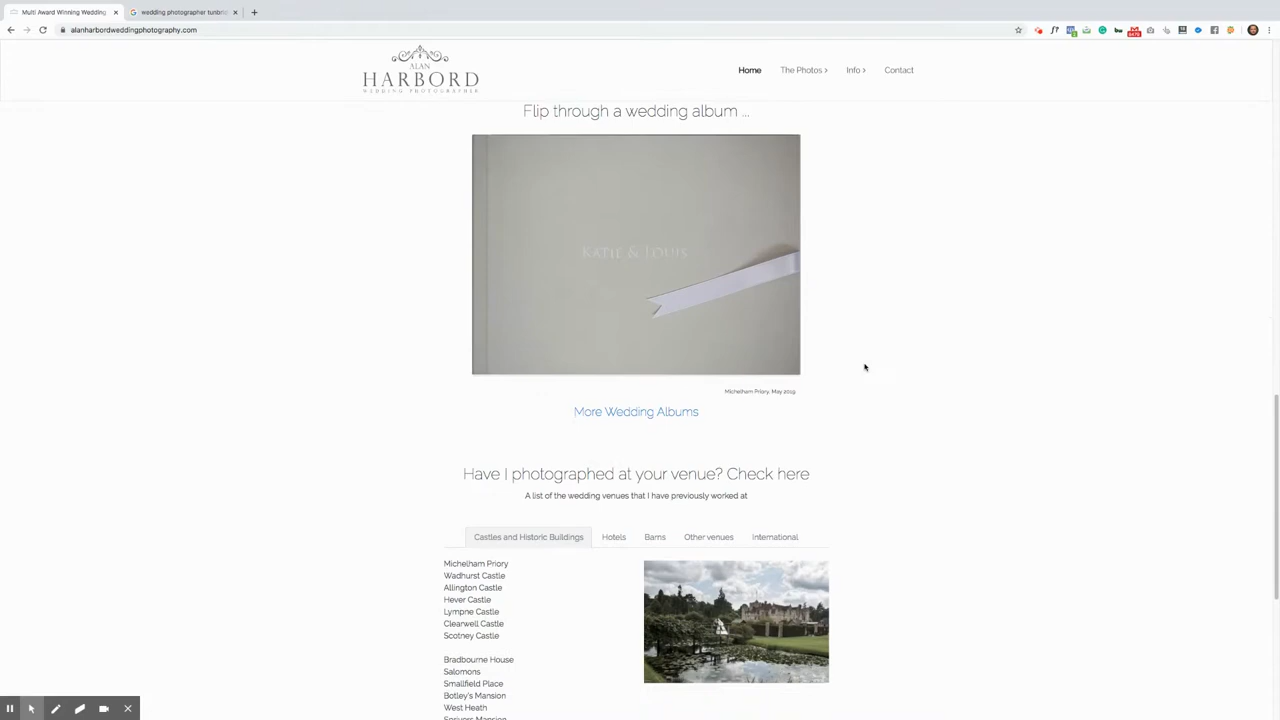 Multi Award Winning Wedding
wedding photographer tunbri
alanharbordweddingphotography.com
ALAN
HARBORD
WEDDING PHOTOGRAPHER
Home
The Photos
Info
Contact
Flip through a wedding album ...
KATIE & LOUIS
Michelham Priory, May 2019
More Wedding Albums
Have I photographed at your venue? Check here
A list of the wedding venues that I have previously worked at
Castles and Historic Buildings
Hotels
Barns
Other venues
International
Michelham Priory
Wadhurst Castle
Allington Castle
Hever Castle
Lympne Castle
Clearwell Castle
Scotney Castle
Bradbourne House
Salomons
Smallfield Place
Botley's Mansion
West Heath
Sprivers Mansion